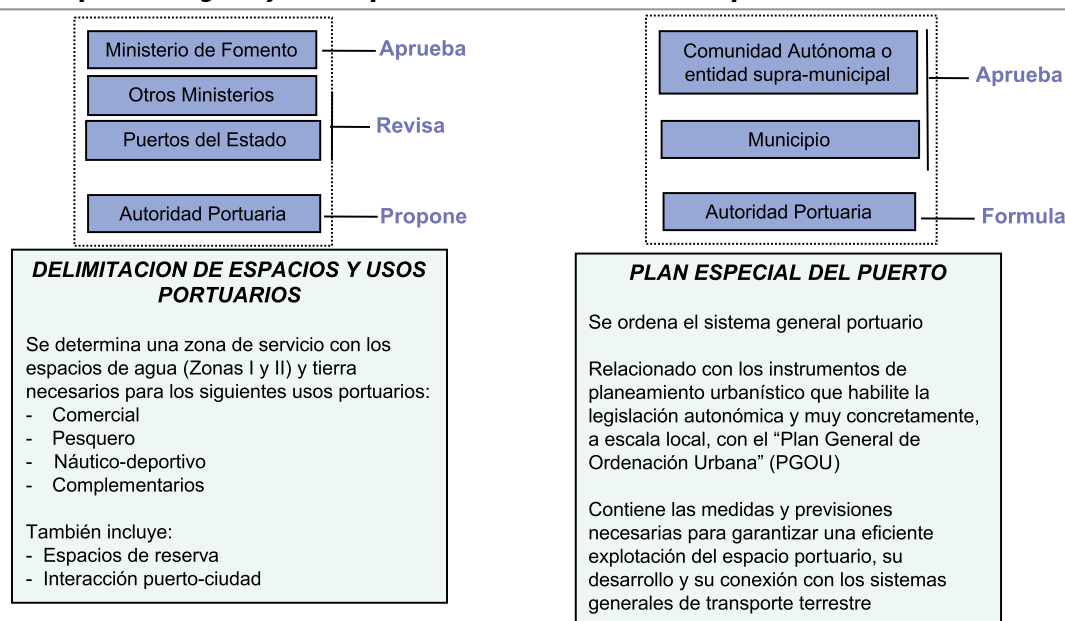 Ministerio de Fomento
Aprueba
Otros Ministerios
Revisa
Puertos del Estado
Autoridad Portuaria
Propone
DELIMITACION DE ESPACIOS Y USOS
PORTUARIOS
Se determina una zona de servicio con los
espacios de agua (Zonas I y II) y tierra
necesarios para los siguientes usos portuarios:
- Comercial
- Pesquero
- Náutico-deportivo
- Complementarios
También incluye:
- Espacios de reserva
- Interacción puerto-ciudad
Comunidad Autónoma o
entidad supra-municipal
Aprueba
Municipio
Autoridad Portuaria
Formula
PLAN ESPECIAL DEL PUERTO
Se ordena el sistema general portuario
Relacionado con los instrumentos de
planeamiento urbanístico que habilite la
legislación autonómica y muy concretamente,
a escala local, con el “Plan General de
Ordenación Urbana” (PGOU)
Contiene las medidas y previsiones
necesarias para garantizar una eficiente
explotación del espacio portuario, su
desarrollo y su conexión con los sistemas
generales de transporte terrestre